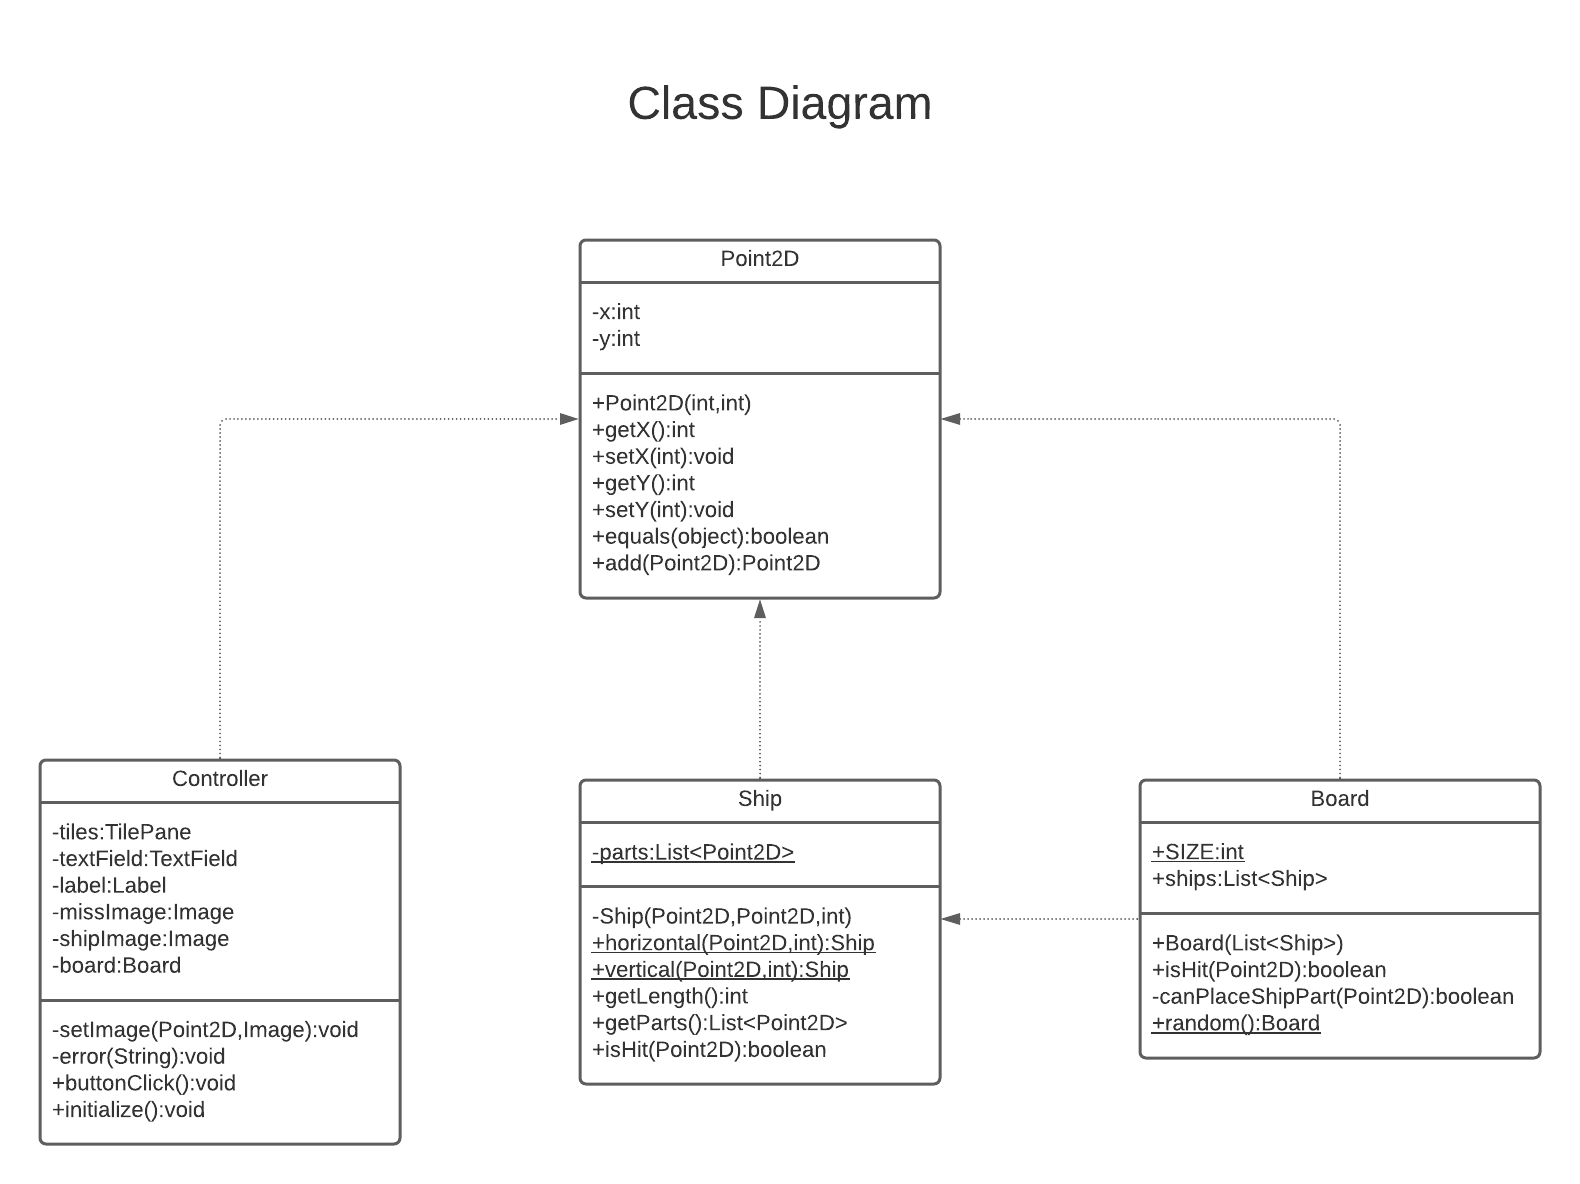 Class Diagram
Point2D
-x:int
-y:int
+Point2D(int,int)
+getX():int
+setX(int):void
+getY():int
+setY(int):void
+equals(object):boolean
+add(Point2D):Point2D
Controller
-tiles:TilePane
-textField:TextField
-label:Label
-missImage:Image
-shipImage:Image
-board:Board
-setImage(Point2D,Image):void
-error(String):void
+buttonClick():void
+initialize():void
Ship
-parts:List<Point2D>
-Ship(Point2D,Point2D,int)
+horizontal(Point2D,int):Ship
+vertical(Point2D,int):Ship
+getLength():int
+getParts():List<Point2D>
+isHit(Point2D):boolean
Board
+SIZE:int
+ships:List<Ship>
+Board(List<Ship>)
+isHit(Point2D):boolean
-canPlaceShipPart(Point2D):boolean
+random():Board